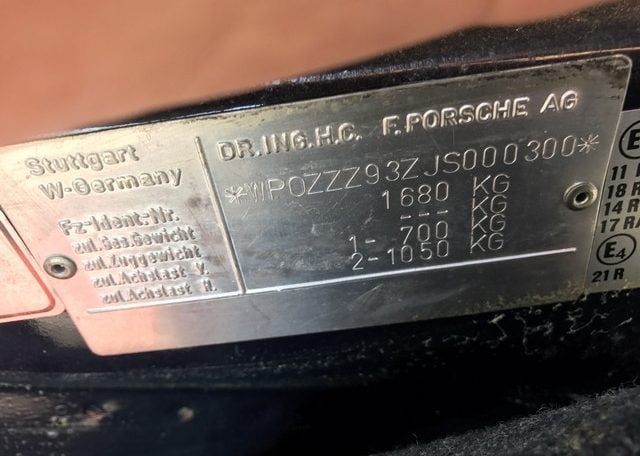 DR.ING.H.C. F.PORSCHE AG
Stuttgart
W-Germany
Fz-Ident-Nr. *WP0ZZZ93ZJS000300*
zul.Ges.Gewicht 1680 KG
zul.Zuggewicht --- KG
zul.Achslast V. 1- 700 KG
zul.Achslast H. 2-1050 KG
E
11
18
14 R
17 RA
E4
21 R